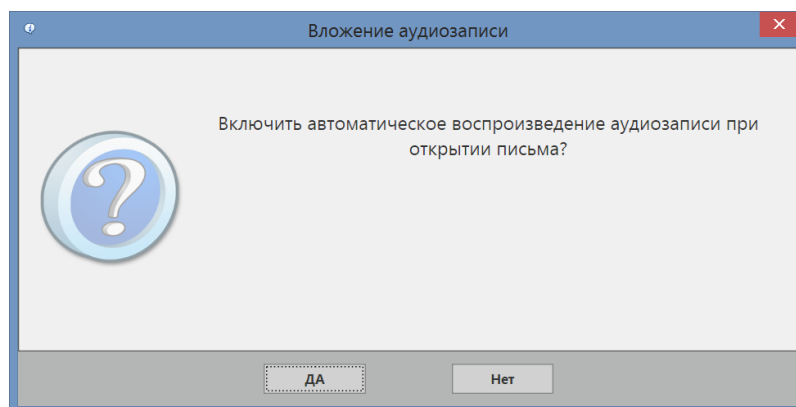 Вложение аудиозаписи
Включить автоматическое воспроизведение аудиозаписи при
открытии письма?
ДА
Нет